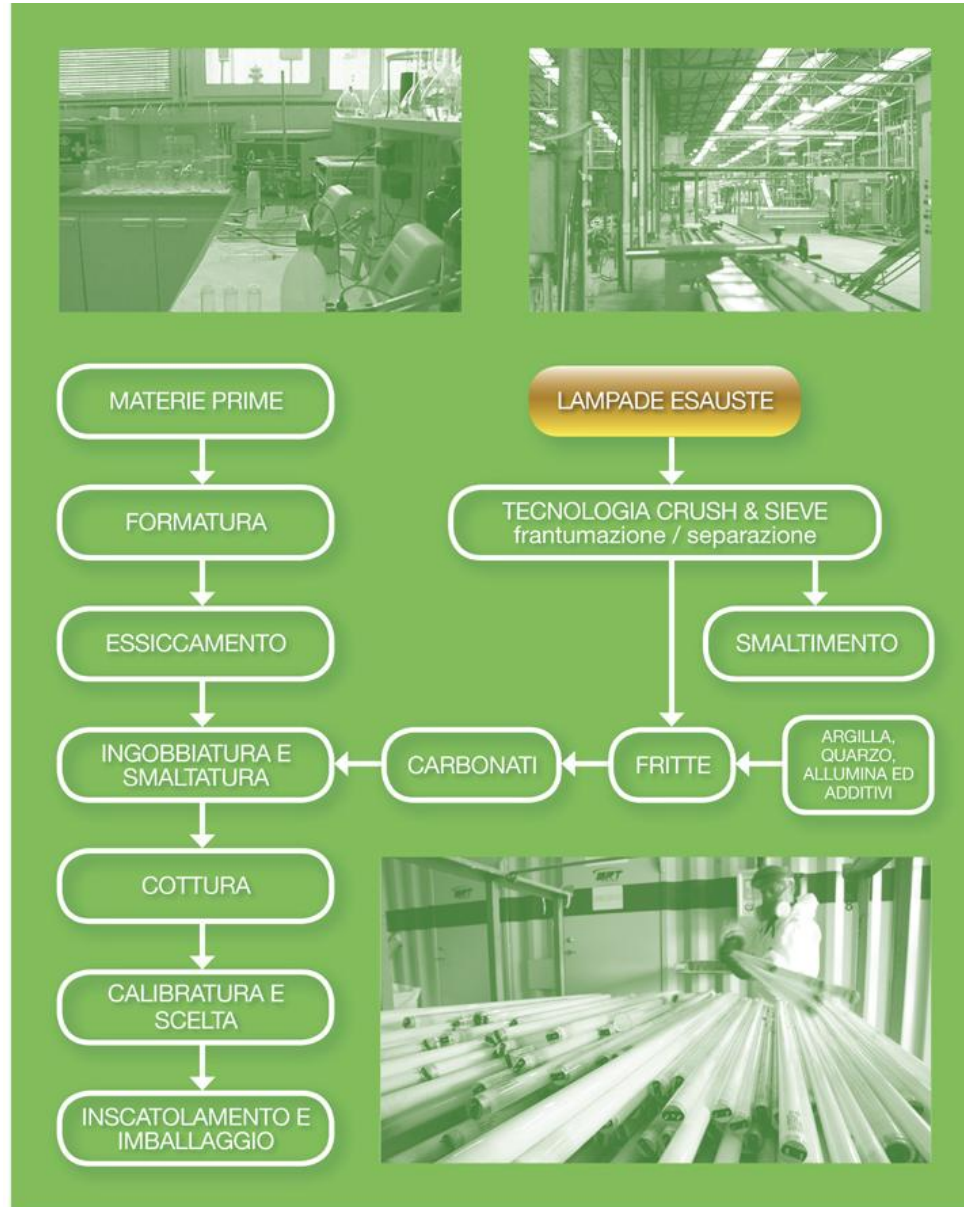 MATERIE PRIME
LAMPADE ESAUSTE
FORMATURA
TECNOLOGIA CRUSH & SIEVE
frantumazione / separazione
ESSICCAMENTO
SMALTIMENTO
INGOBBIATURA E
SMALTATURA
CARBONATI
FRITTE
ARGILLA,
QUARZO,
ALLUMINA ED
ADDITIVI
COTTURA
CALIBRATURA E
SCELTA
INSCATOLAMENTO E
IMBALLAGGIO